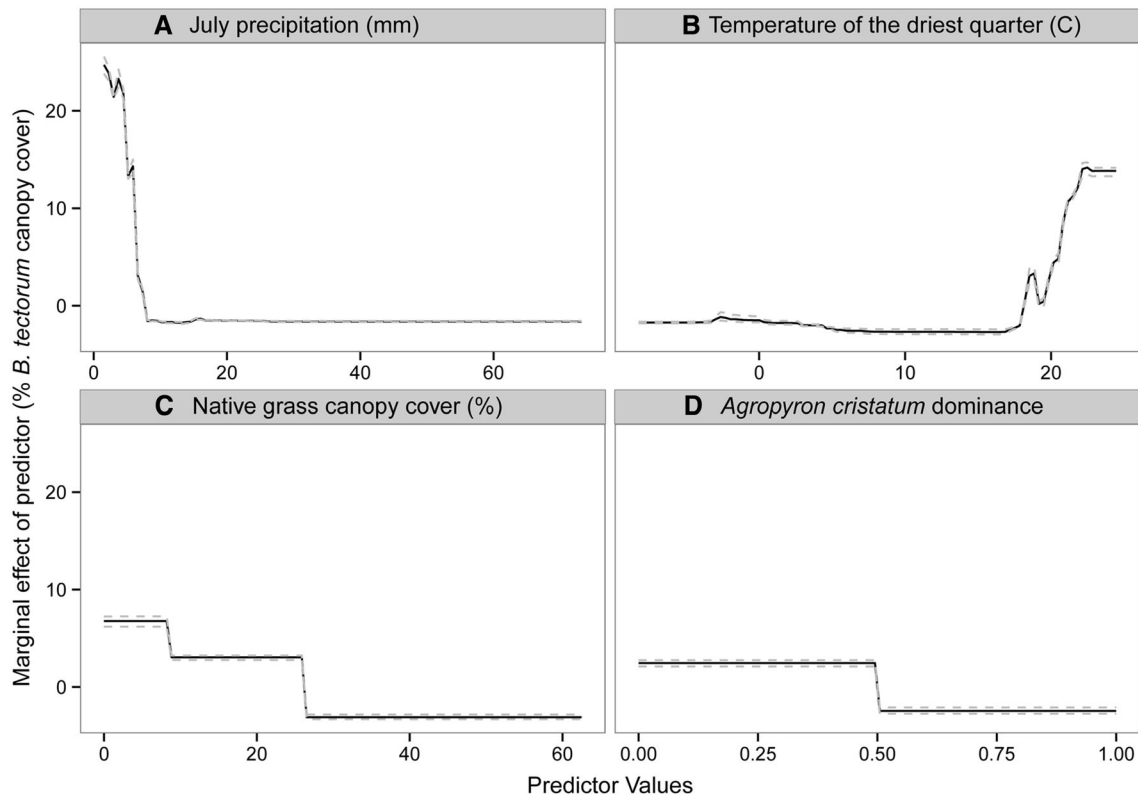 A July precipitation (mm)
B Temperature of the driest quarter (C)
20
10
0
0 20 40 60
0 10 20
C Native grass canopy cover (%)
D Agropyron cristatum dominance
20
10
0
0 20 40 60
0.00 0.25 0.50 0.75 1.00
Marginal effect of predictor (% B. tectorum canopy cover)
Predictor Values